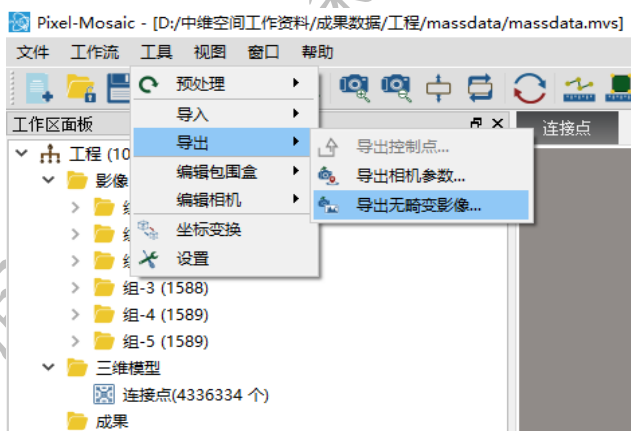 Pixel-Mosaic - [D:/中维空间工作资料/成果数据/工程/massdata/massdata.mvs]
文件 工作流 工具 视图 窗口 帮助
工作区面板
连接点
预处理
导入
导出
编辑包围盒
编辑相机
坐标变换
设置
导出控制点...
导出相机参数...
导出无畸变影像...
工程 (10
影像
组-3 (1588)
组-4 (1589)
组-5 (1589)
三维模型
连接点(4336334 个)
成果